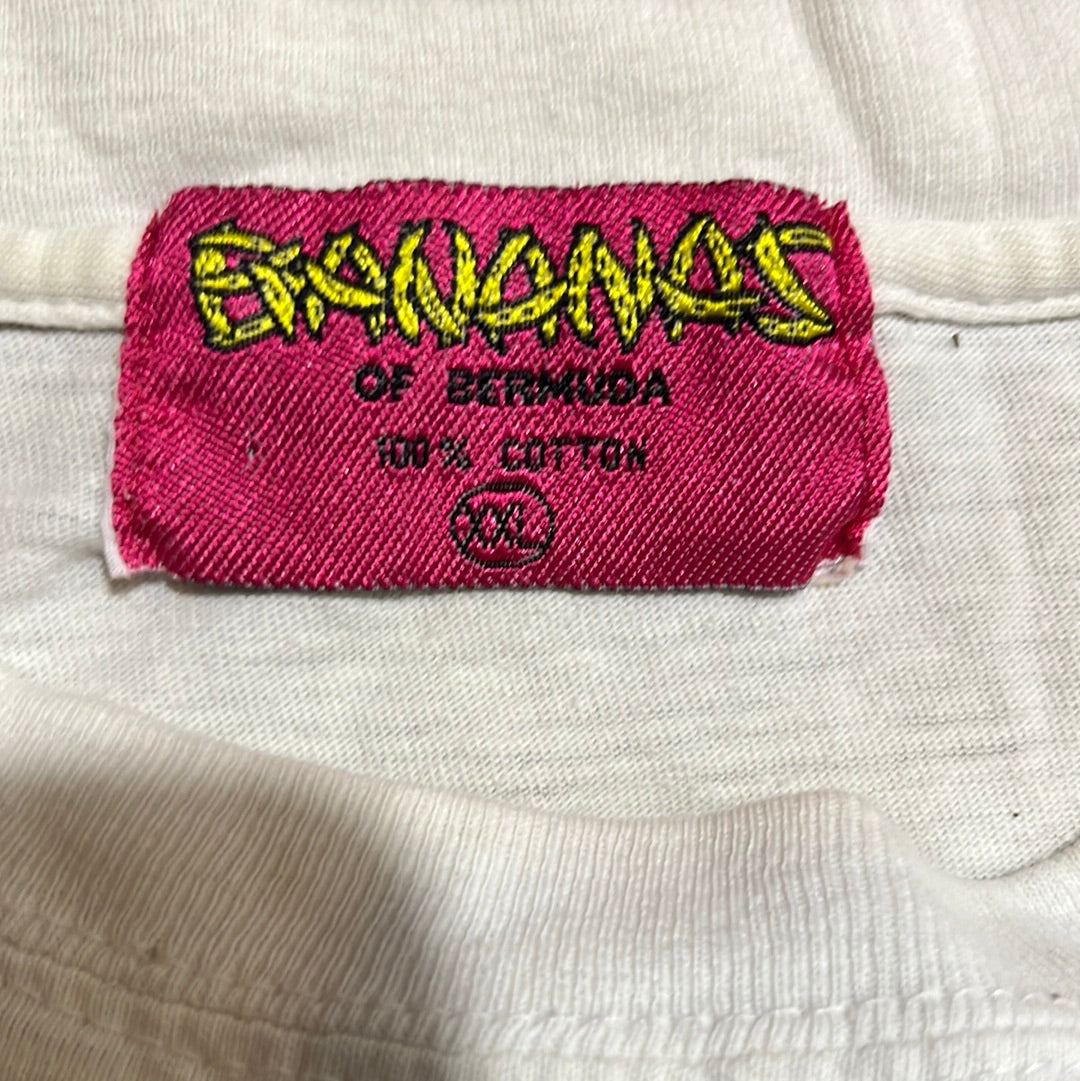 BANANAS
OF BERMUDA
100% COTTON
XXL